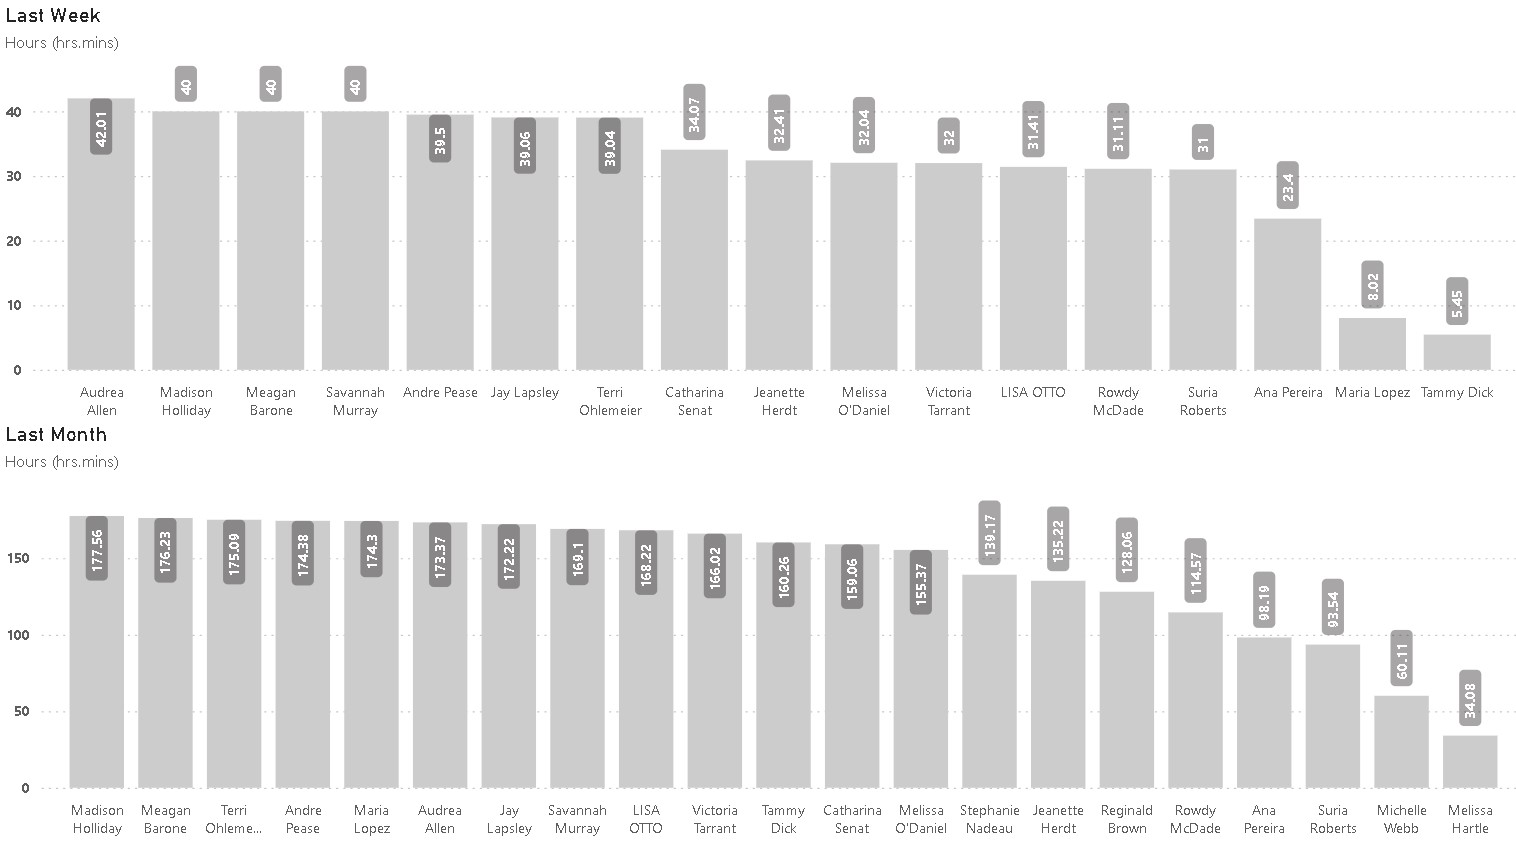 Last Week
Hours (hrs.mins)
40
30
20
10
0
42.01
40
40
40
39.5
39.06
39.04
34.07
32.41
32.04
32
31.41
31.11
31
23.4
8.02
5.45
Audrea
Allen
Madison
Holliday
Meagan
Barone
Savannah
Murray
Andre Pease
Jay Lapsley
Terri
Ohlemeier
Catharina
Senat
Jeanette
Herdt
Melissa
O'Daniel
Victoria
Tarrant
LISA OTTO
Rowdy
McDade
Suria
Roberts
Ana Pereira
Maria Lopez
Tammy Dick
Last Month
Hours (hrs.mins)
150
100
50
0
177.56
176.23
175.09
174.38
174.3
173.37
172.22
169.1
168.22
166.02
160.26
159.06
155.37
139.17
135.22
128.06
114.57
98.19
93.54
60.11
34.08
Madison
Holliday
Meagan
Barone
Terri
Ohleme...
Andre
Pease
Maria
Lopez
Audrea
Allen
Jay
Lapsley
Savannah
Murray
LISA
OTTO
Victoria
Tarrant
Tammy
Dick
Catharina
Senat
Melissa
O'Daniel
Stephanie
Nadeau
Jeanette
Herdt
Reginald
Brown
Rowdy
McDade
Ana
Pereira
Suria
Roberts
Michelle
Webb
Melissa
Hartle